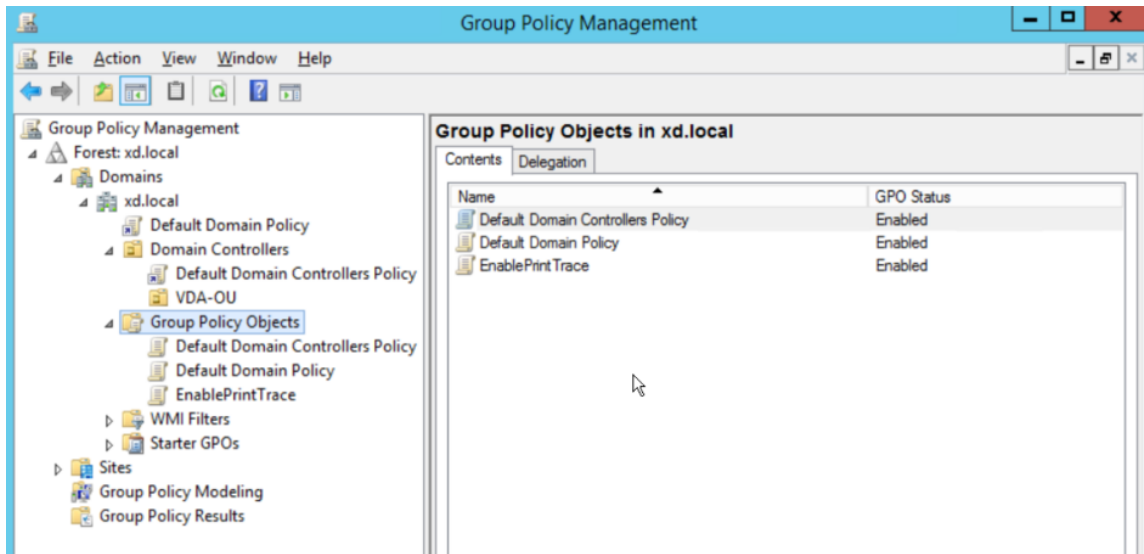 Group Policy Management
File Action View Window Help
Group Policy Management
Forest: xd.local
Domains
xd.local
Default Domain Policy
Domain Controllers
Default Domain Controllers Policy
VDA-OU
Group Policy Objects
Default Domain Controllers Policy
Default Domain Policy
EnablePrintTrace
WMI Filters
Starter GPOs
Sites
Group Policy Modeling
Group Policy Results
Group Policy Objects in xd.local
Contents Delegation
Name GPO Status
Default Domain Controllers Policy Enabled
Default Domain Policy Enabled
EnablePrintTrace Enabled